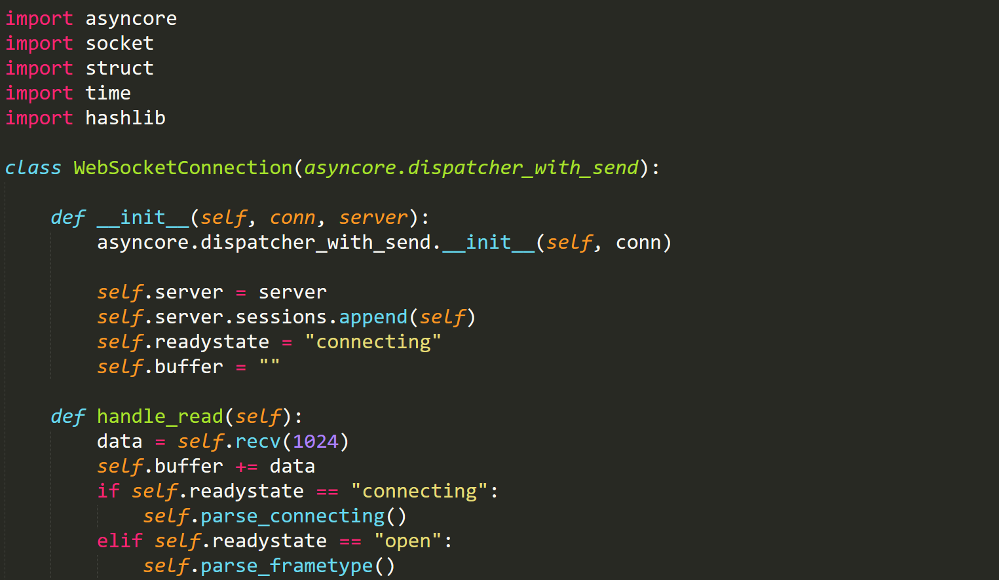 import asyncore
import socket
import struct
import time
import hashlib

class WebSocketConnection(asyncore.dispatcher_with_send):

    def __init__(self, conn, server):
        asyncore.dispatcher_with_send.__init__(self, conn)

        self.server = server
        self.server.sessions.append(self)
        self.readystate = "connecting"
        self.buffer = ""

    def handle_read(self):
        data = self.recv(1024)
        self.buffer += data
        if self.readystate == "connecting":
            self.parse_connecting()
        elif self.readystate == "open":
            self.parse_frametype()